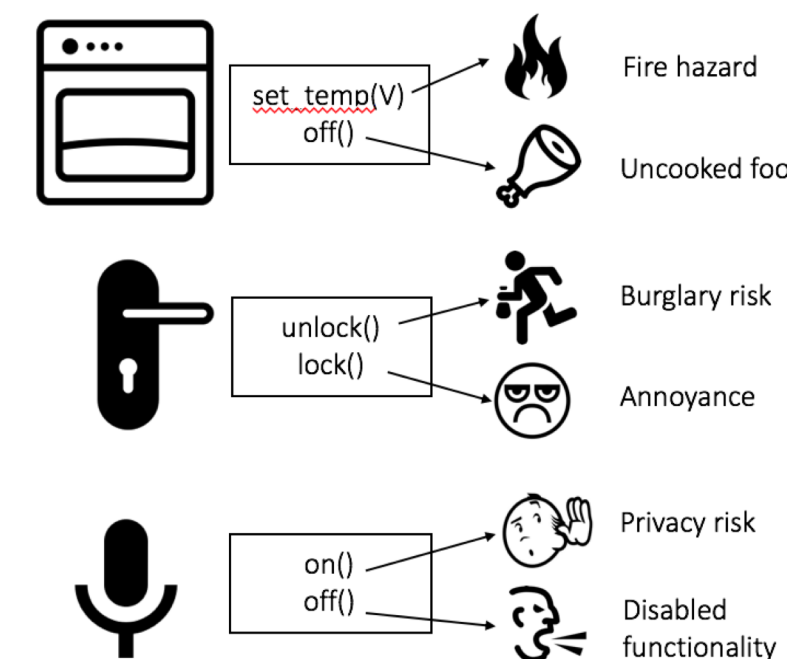 set_temp(V)
off()
Fire hazard
Uncooked foo
unlock()
lock()
Burglary risk
Annoyance
on()
off()
Privacy risk
Disabled
functionality